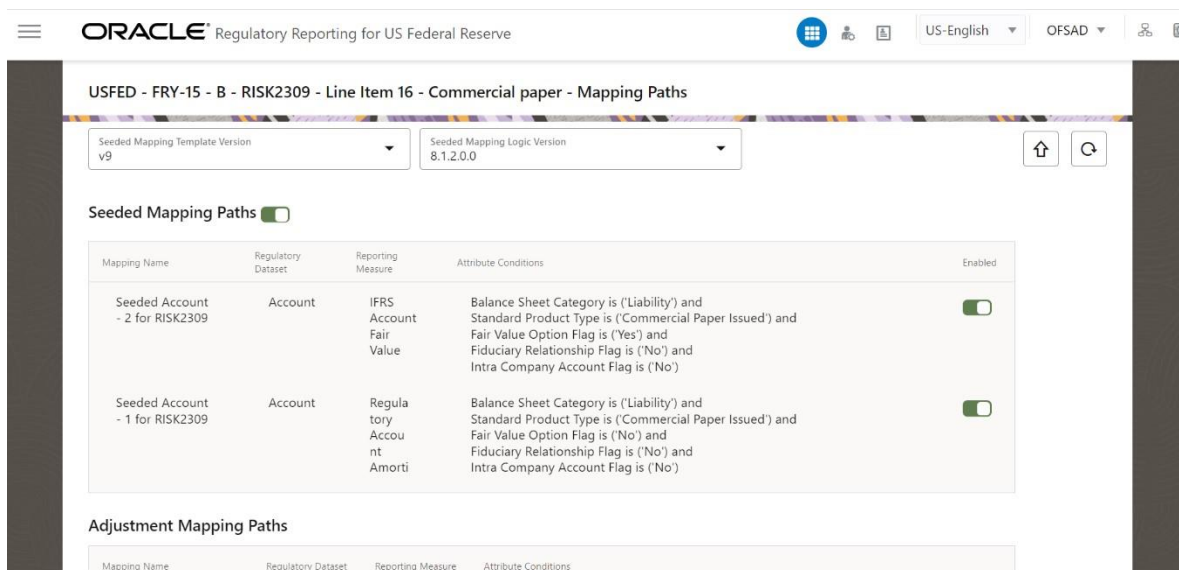 ORACLE® Regulatory Reporting for US Federal Reserve
US-English
OFSAD
USFED - FRY-15 - B - RISK2309 - Line Item 16 - Commercial paper - Mapping Paths
Seeded Mapping Template Version
v9
Seeded Mapping Logic Version
8.1.2.0.0
Seeded Mapping Paths
Mapping Name
Regulatory
Dataset
Reporting
Measure
Attribute Conditions
Enabled
Seeded Account
- 2 for RISK2309
Account
IFRS
Account
Fair
Value
Balance Sheet Category is ('Liability') and
Standard Product Type is ('Commercial Paper Issued') and
Fair Value Option Flag is ('Yes') and
Fiduciary Relationship Flag is ('No') and
Intra Company Account Flag is ('No')
Seeded Account
- 1 for RISK2309
Account
Regula
tory
Accou
nt
Amorti
Balance Sheet Category is ('Liability') and
Standard Product Type is ('Commercial Paper Issued') and
Fair Value Option Flag is ('No') and
Fiduciary Relationship Flag is ('No') and
Intra Company Account Flag is ('No')
Adjustment Mapping Paths
Mapping Name
Regulatory Dataset
Reporting Measure
Attribute Conditions